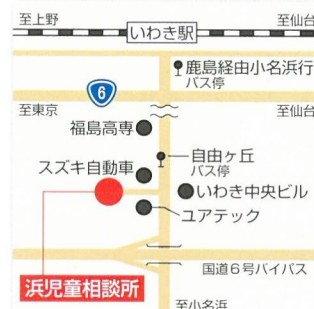 至上野
至仙台
いわき駅
鹿島経由小名浜行
バス停
6
至東京
至仙台
福島高専
自由ヶ丘
バス停
スズキ自動車
いわき中央ビル
ユアテック
国道6号バイパス
浜児童相談所
至小名浜